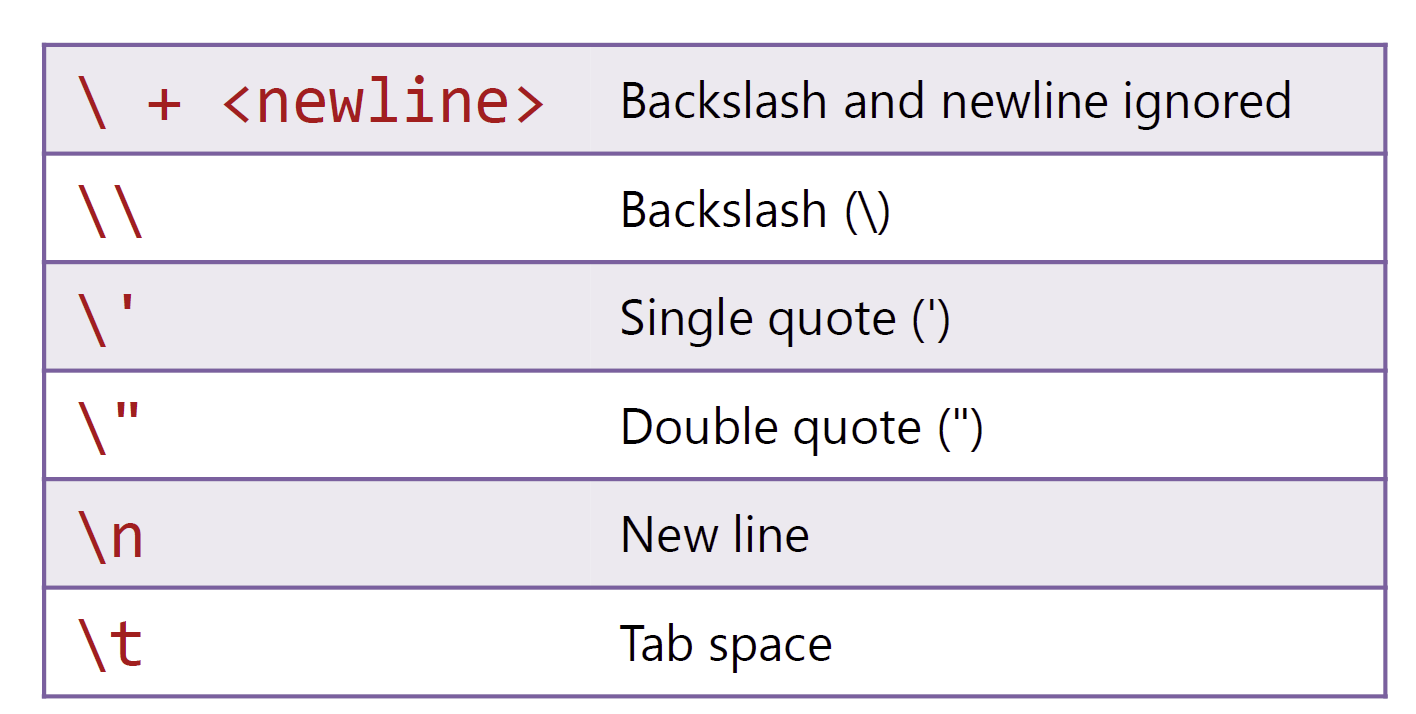 \ + <newline> Backslash and newline ignored
\\ Backslash (\)
\' Single quote (')
\" Double quote (")
\n New line
\t Tab space